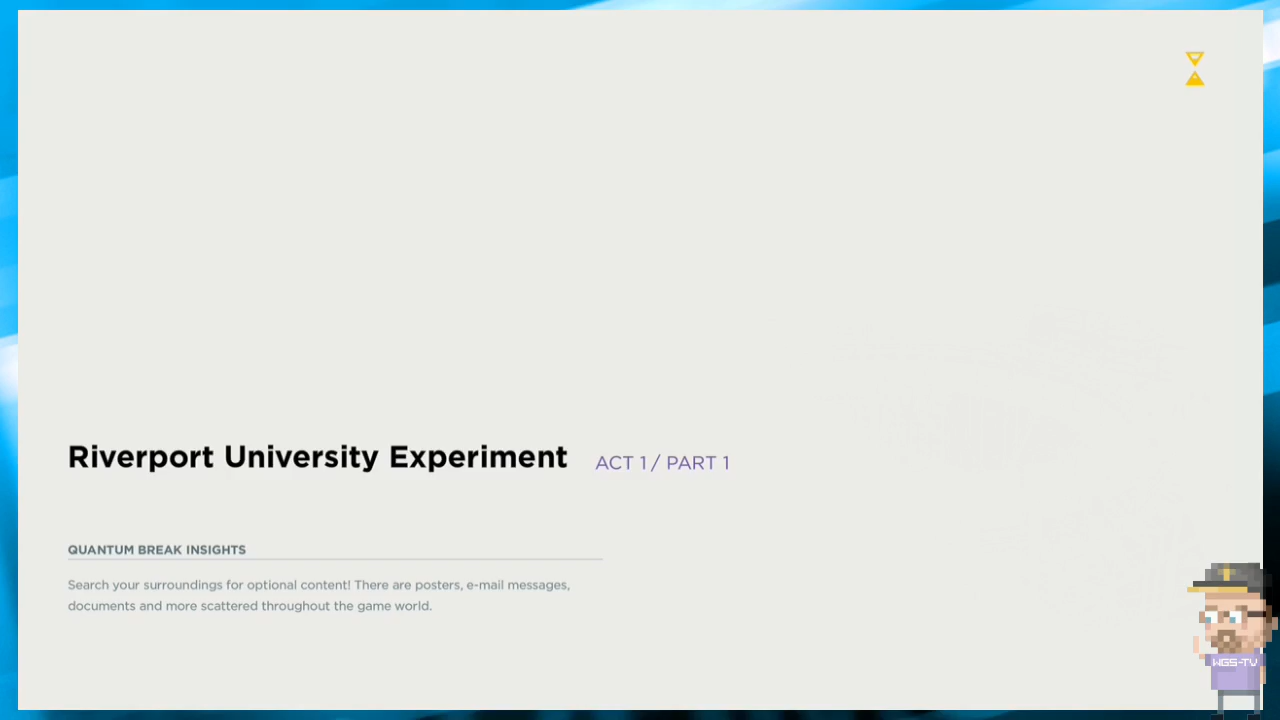 Riverport University Experiment ACT 1 / PART 1
QUANTUM BREAK INSIGHTS
Search your surroundings for optional content! There are posters, e-mail messages,
documents and more scattered throughout the game world.
WGS-TV